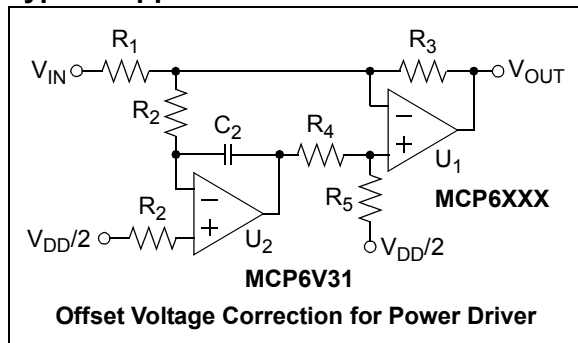 R1
R3
VIN
VOUT
R2
C2
R4
U1
R5
MCP6XXX
R2
VDD/2
U2
VDD/2
MCP6V31
Offset Voltage Correction for Power Driver